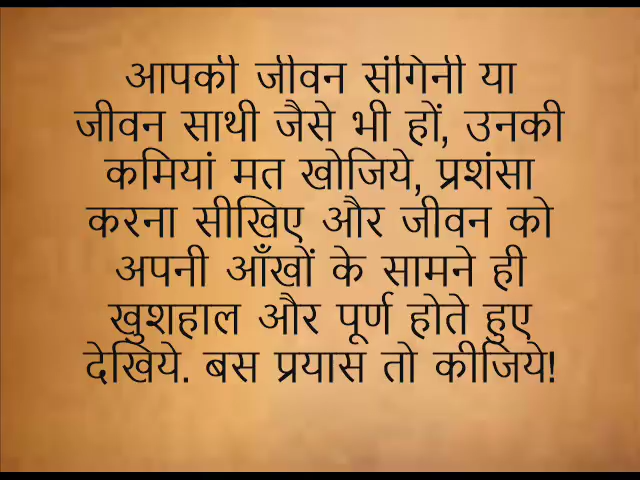 आपकी जीवन संगिनी या
जीवन साथी जैसे भी हों, उनकी
कमियां मत खोजिये, प्रशंसा
करना सीखिए और जीवन को
अपनी आँखों के सामने ही
खुशहाल और पूर्ण होते हुए
देखिये. बस प्रयास तो कीजिये!